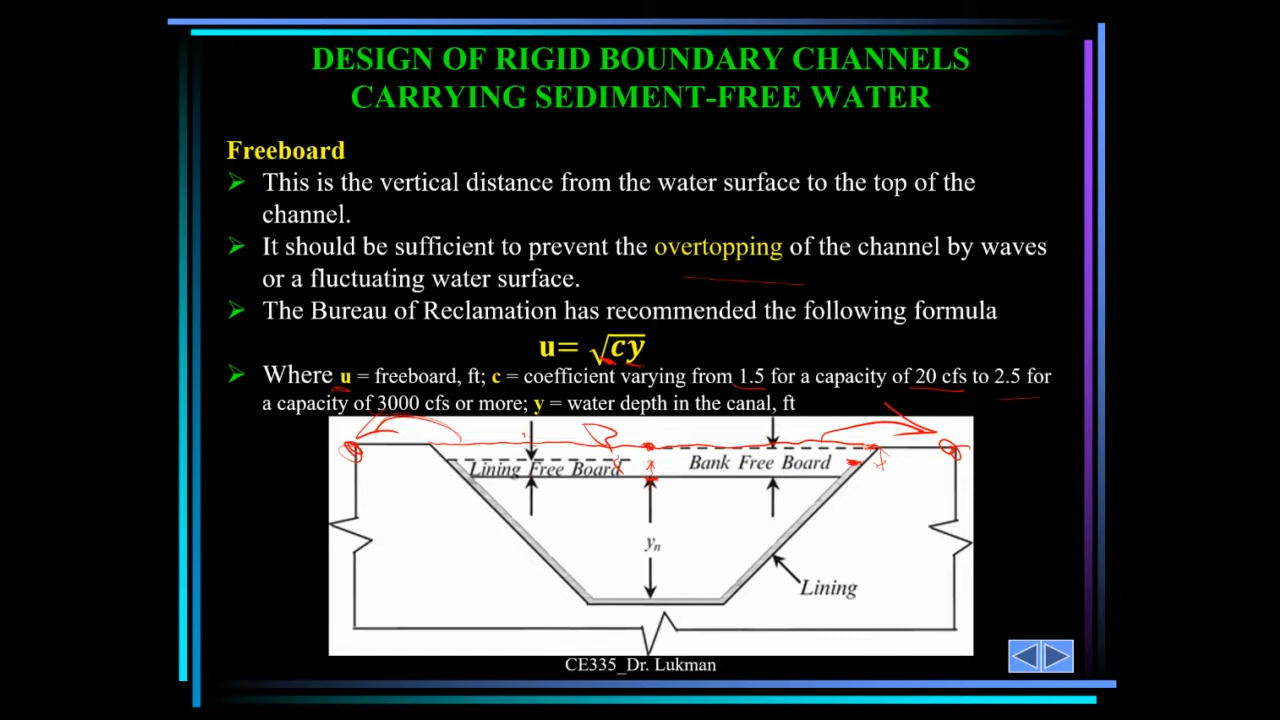 DESIGN OF RIGID BOUNDARY CHANNELS
CARRYING SEDIMENT-FREE WATER
Freeboard
This is the vertical distance from the water surface to the top of the
channel.
It should be sufficient to prevent the overtopping of the channel by waves
or a fluctuating water surface.
The Bureau of Reclamation has recommended the following formula
u= √cy
Where u = freeboard, ft; c = coefficient varying from 1.5 for a capacity of 20 cfs to 2.5 for
a capacity of 3000 cfs or more; y = water depth in the canal, ft
Lining Free Board
Bank Free Board
yn
Lining
CE335_Dr. Lukman